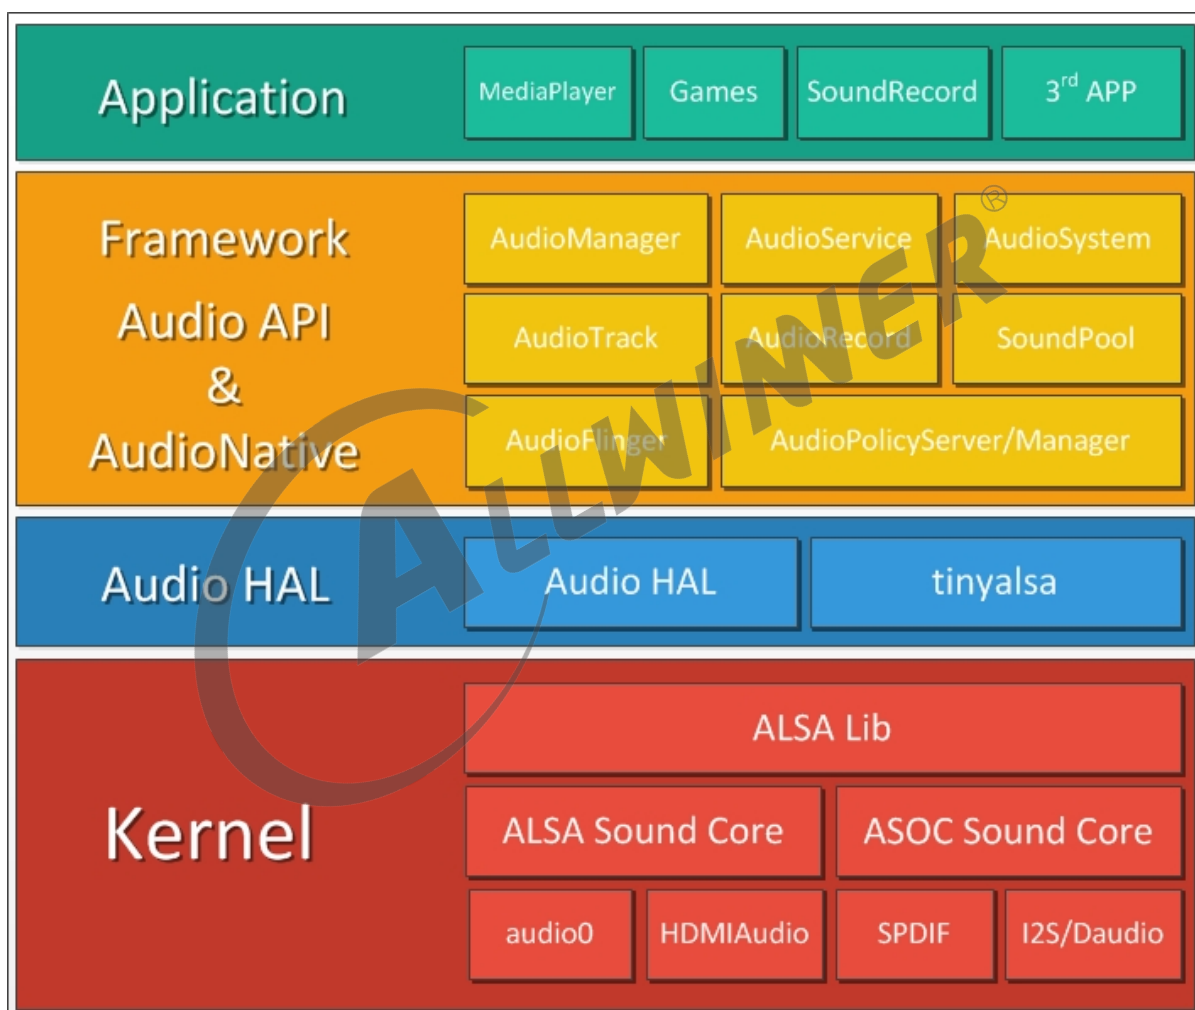 Application
MediaPlayer
Games
SoundRecord
3rd APP
Framework
Audio API
&
AudioNative
AudioManager
AudioService
AudioSystem
AudioTrack
AudioRecord
SoundPool
AudioFlinger
AudioPolicyServer/Manager
ALLWINNER®
Audio HAL
Audio HAL
tinyalsa
Kernel
ALSA Lib
ALSA Sound Core
ASOC Sound Core
audio0
HDMIAudio
SPDIF
I2S/Daudio